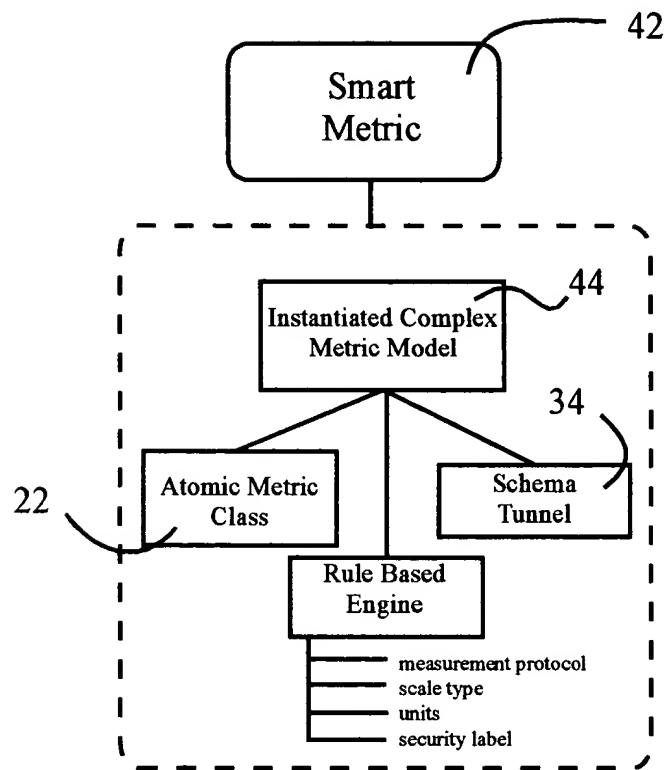 42
Smart
Metric
44
Instantiated Complex
Metric Model
34
Atomic Metric
Class
Schema
Tunnel
22
Rule Based
Engine
measurement protocol
scale type
units
security label